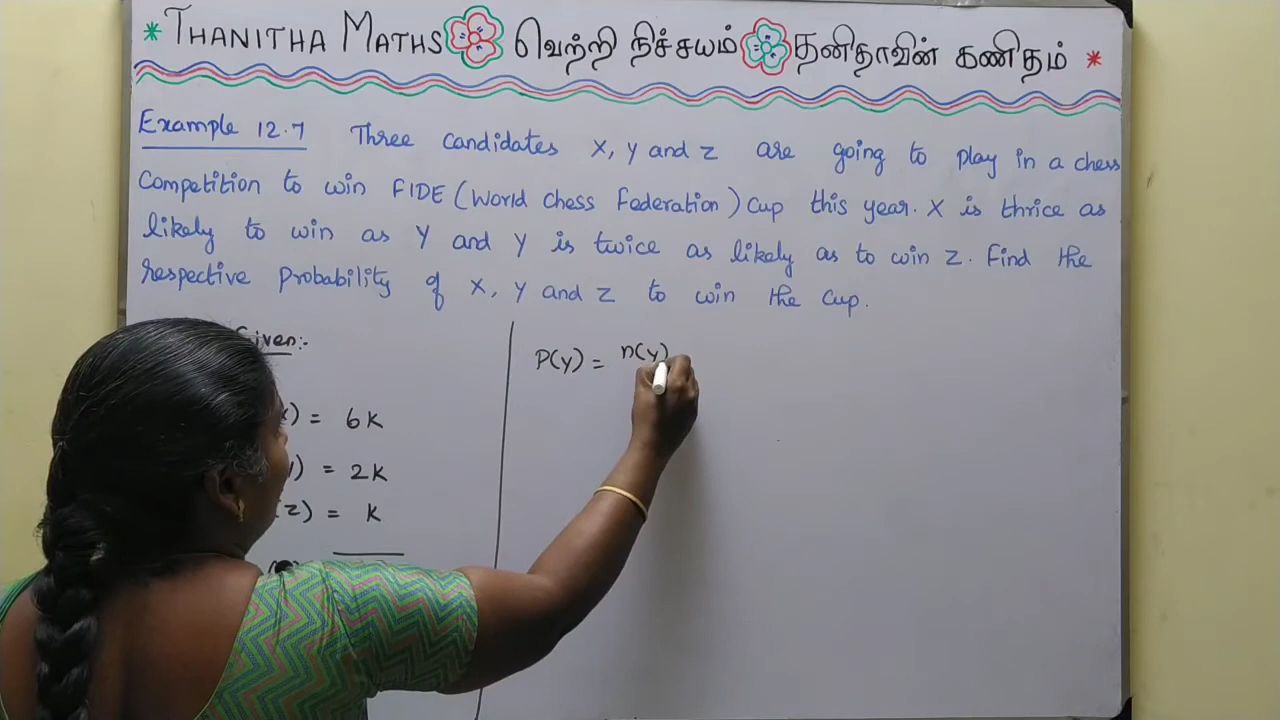 * THANITHA MATHS வெற்றி நிச்சயம் தனிதாவின் கணிதம் *
Example 12.7 Three candidates X, Y and Z are going to play in a chess
Competition to win FIDE (World Chess Federation) Cup this year. X is thrice as
likely to win as Y and Y is twice as likely as to win Z. Find the
respective probability of X, Y and Z to win the cup.
Given:-
) = 6K
) = 2K
(Z) = K
P(Y) = n(Y)